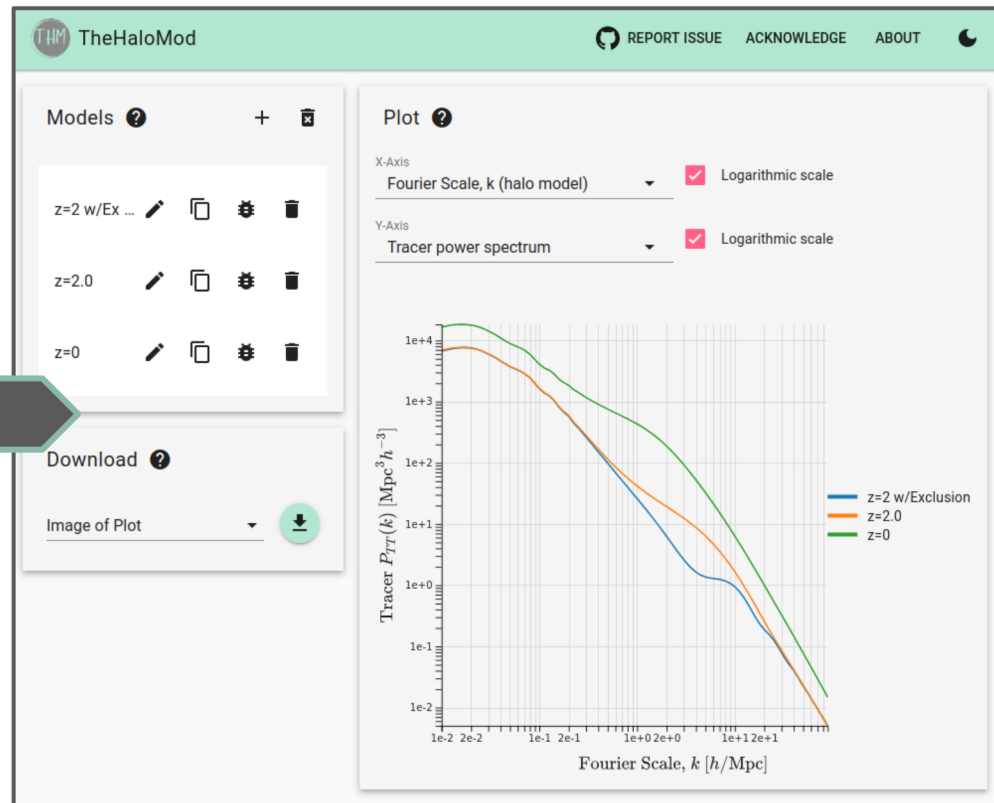 THM TheHaloMod REPORT ISSUE ACKNOWLEDGE ABOUT
Models
z=2 w/Ex ...
z=2.0
z=0
Download
Image of Plot
Plot
X-Axis
Fourier Scale, k (halo model) Logarithmic scale
Y-Axis
Tracer power spectrum Logarithmic scale
1e+4
1e+3
1e+2
1e+1
1e+0
1e-1
1e-2
Tracer P_{TT}(k) [Mpc³h⁻³]
z=2 w/Exclusion
z=2.0
z=0
1e-2 2e-2 1e-1 2e-1 1e+0 2e+0 1e+1 2e+1
Fourier Scale, k [h/Mpc]